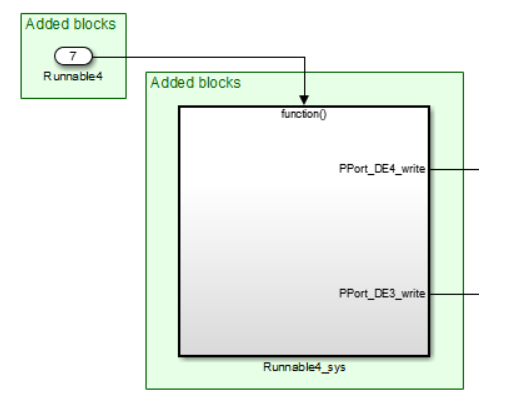 Added blocks
7
Runnable4
Added blocks
function()
PPort_DE4_write
PPort_DE3_write
Runnable4_sys